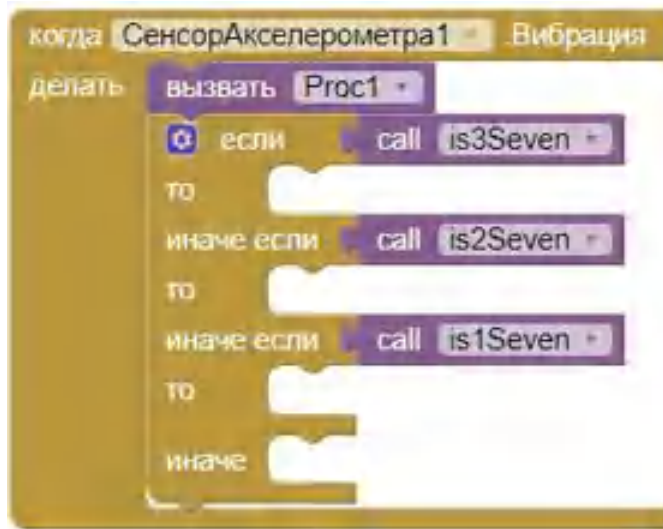 когда СенсорАкселерометра1 .Вибрация
делать вызвать Proc1
если call is3Seven
то
иначе если call is2Seven
то
иначе если call is1Seven
то
иначе